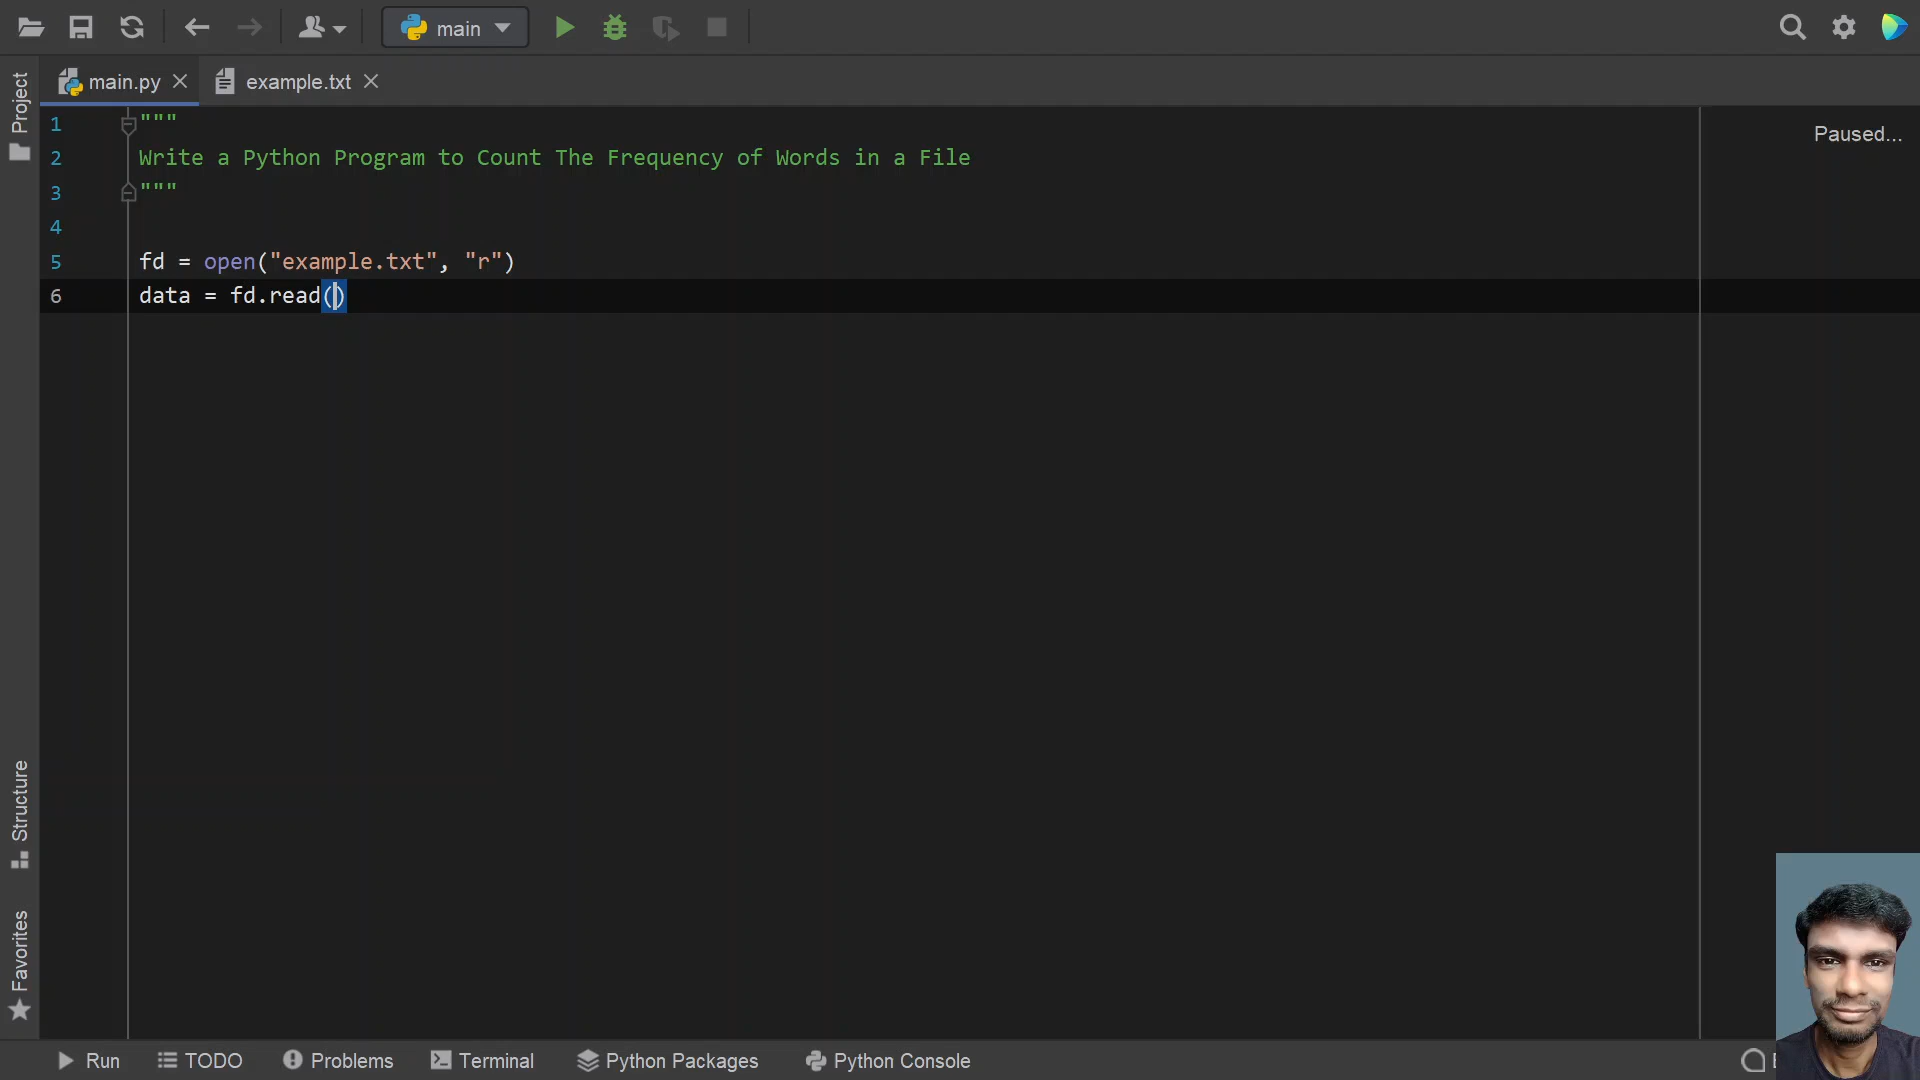 main
Project
main.py
example.txt
Paused...
1 """
2 Write a Python Program to Count The Frequency of Words in a File
3 """
4
5 fd = open("example.txt", "r")
6 data = fd.read()
Structure
Favorites
Run
TODO
Problems
Terminal
Python Packages
Python Console